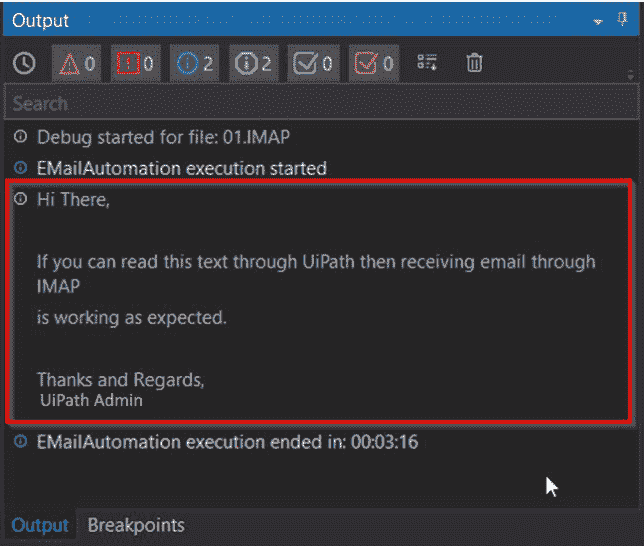 Output
0 0 2 2 0 0
Search
Debug started for file: 01.IMAP
EMailAutomation execution started
Hi There,
If you can read this text through UiPath then receiving email through
IMAP
is working as expected.
Thanks and Regards,
UiPath Admin
EMailAutomation execution ended in: 00:03:16
Output Breakpoints